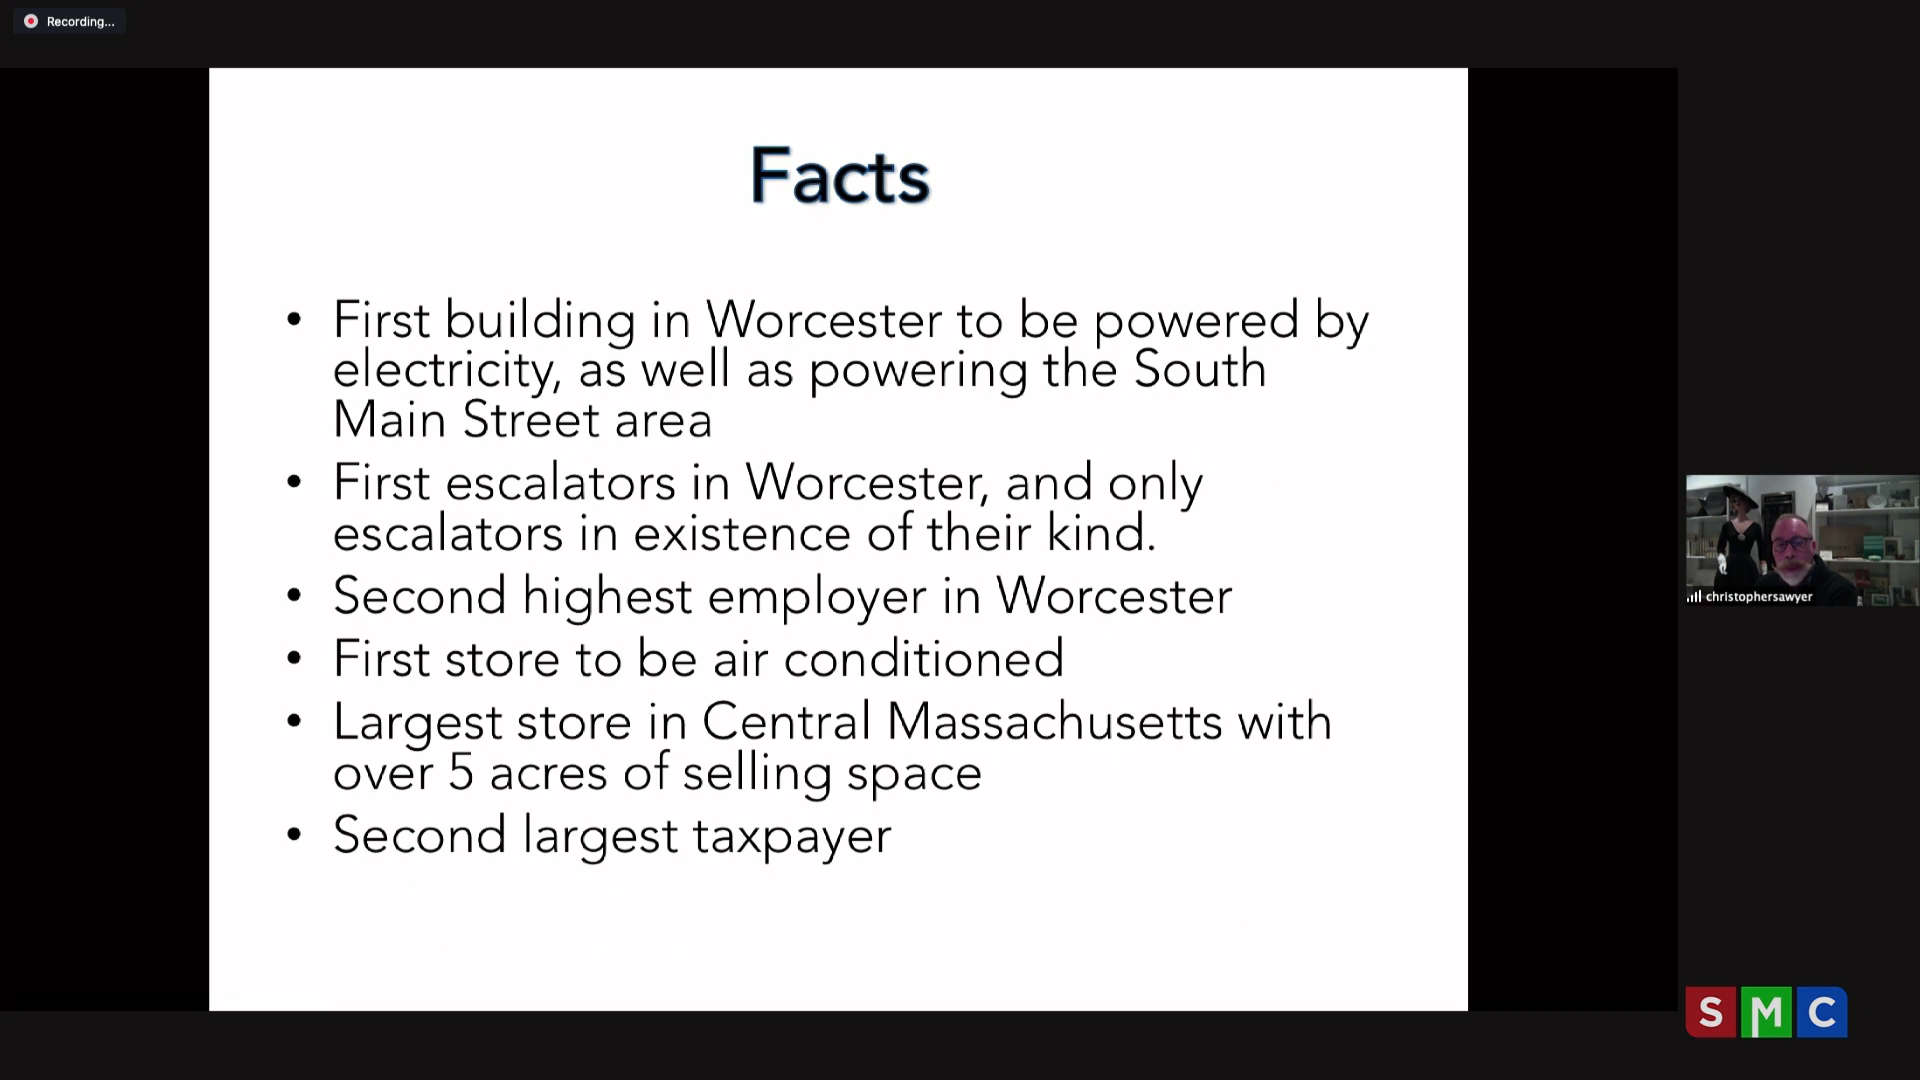 Recording...
Facts
• First building in Worcester to be powered by
electricity, as well as powering the South
Main Street area
• First escalators in Worcester, and only
escalators in existence of their kind.
• Second highest employer in Worcester
• First store to be air conditioned
• Largest store in Central Massachusetts with
over 5 acres of selling space
• Second largest taxpayer
christophersawyer
SMC